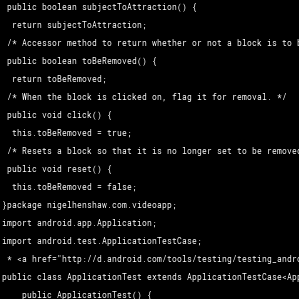 public boolean subjectToAttraction() {
return subjectToAttraction;
/* Accessor method to return whether or not a block is to
public boolean toBeRemoved() {
return toBeRemoved;
/* When the block is clicked on, flag it for removal. */
public void click() {
this.toBeRemoved = true;
/* Resets a block so that it is no longer set to be removed
public void reset() {
this.toBeRemoved = false;
}package nigelhenshaw.com.videoapp;
import android.app.Application;
import android.test.ApplicationTestCase;
* <a href="http://d.android.com/tools/testing/testing_andro
public class ApplicationTest extends ApplicationTestCase<App
public ApplicationTest() {